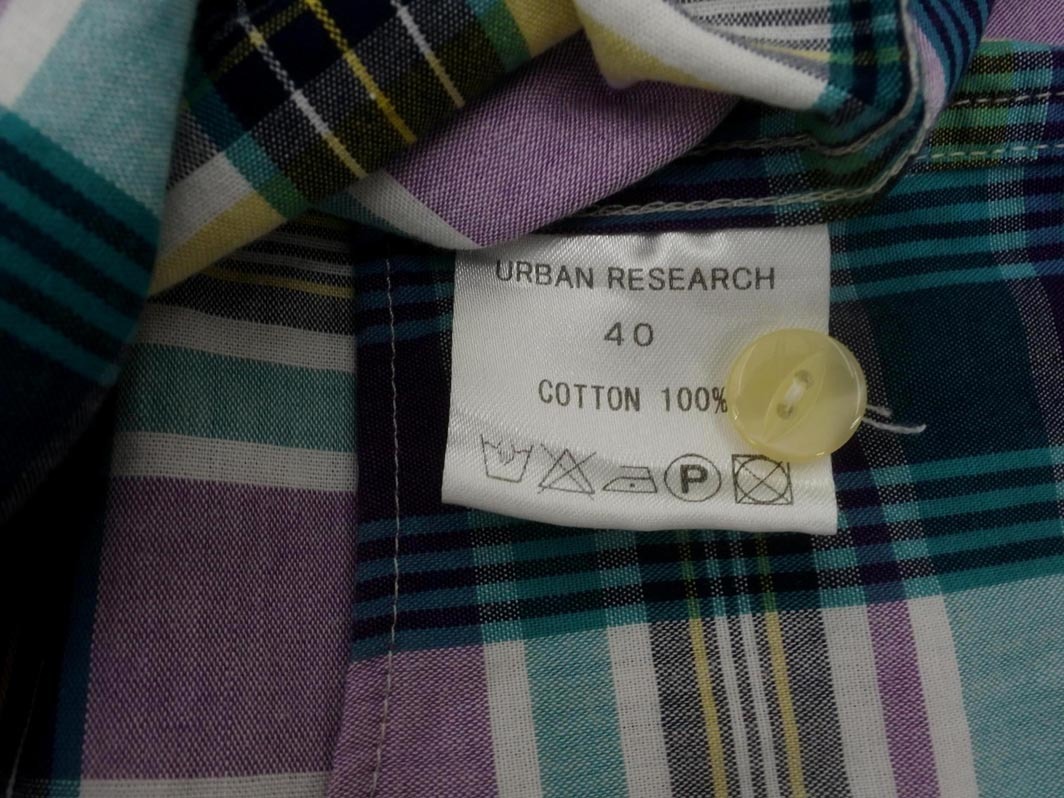 URBAN RESEARCH
40
COTTON 100%
P